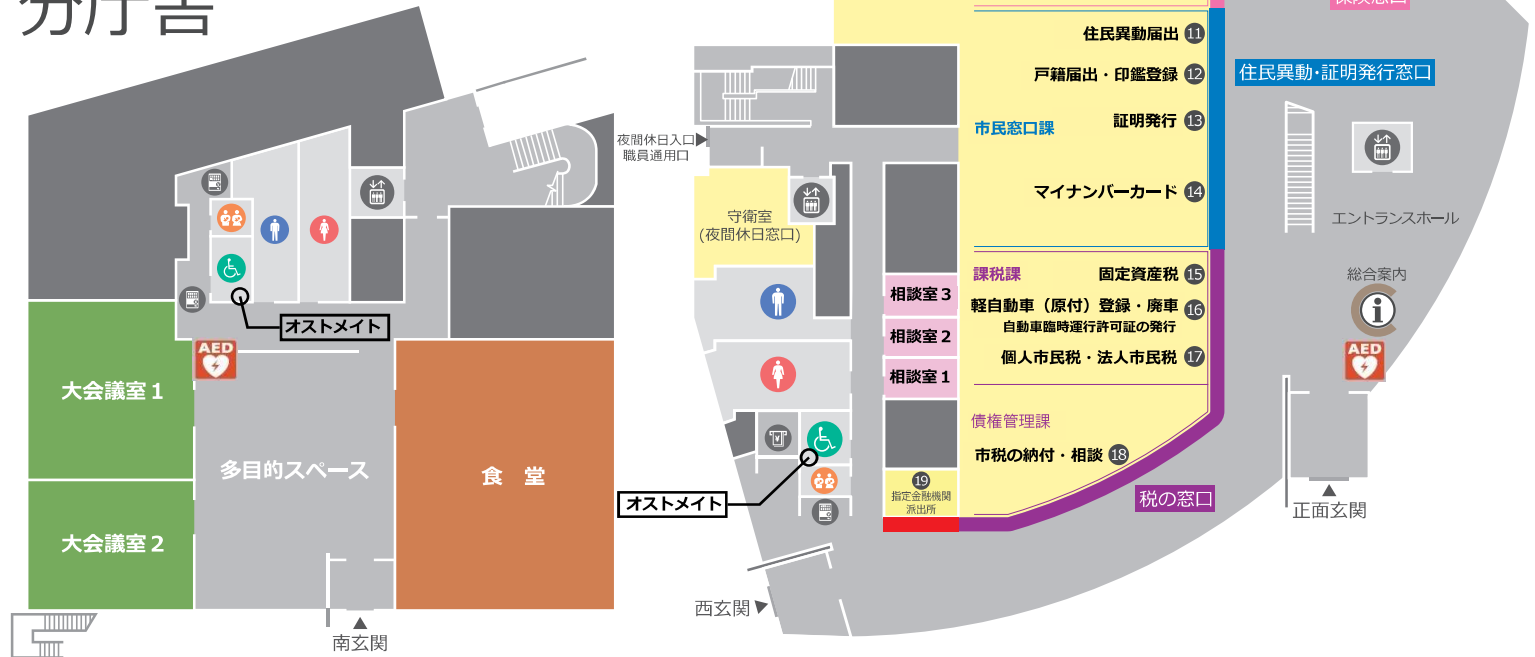 分庁舎
オストメイト
AED
大会議室１
多目的スペース
食 堂
大会議室２
南玄関
保険窓口
住民異動届出 11
戸籍届出・印鑑登録 12
住民異動・証明発行窓口
市民窓口課
証明発行 13
マイナンバーカード 14
夜間休日入口
職員通用口
守衛室
(夜間休日窓口)
エントランスホール
課税課
固定資産税 15
軽自動車（原付）登録・廃車 16
自動車臨時運行許可証の発行
個人市民税・法人市民税 17
総合案内
i
AED
相談室３
相談室２
相談室１
債権管理課
市税の納付・相談 18
¥
19
指定金融機関
派出所
オストメイト
税の窓口
正面玄関
西玄関